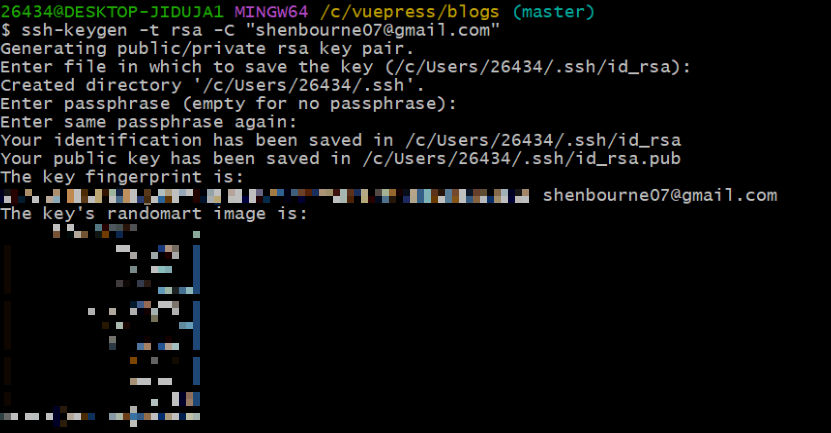 26434@DESKTOP-JIDUJA1 MINGW64 /c/vuepress/blogs (master)
$ ssh-keygen -t rsa -C "shenbourne07@gmail.com"
Generating public/private rsa key pair.
Enter file in which to save the key (/c/Users/26434/.ssh/id_rsa):
Created directory '/c/Users/26434/.ssh'.
Enter passphrase (empty for no passphrase):
Enter same passphrase again:
Your identification has been saved in /c/Users/26434/.ssh/id_rsa
Your public key has been saved in /c/Users/26434/.ssh/id_rsa.pub
The key fingerprint is:
shenbourne07@gmail.com
The key's randomart image is: